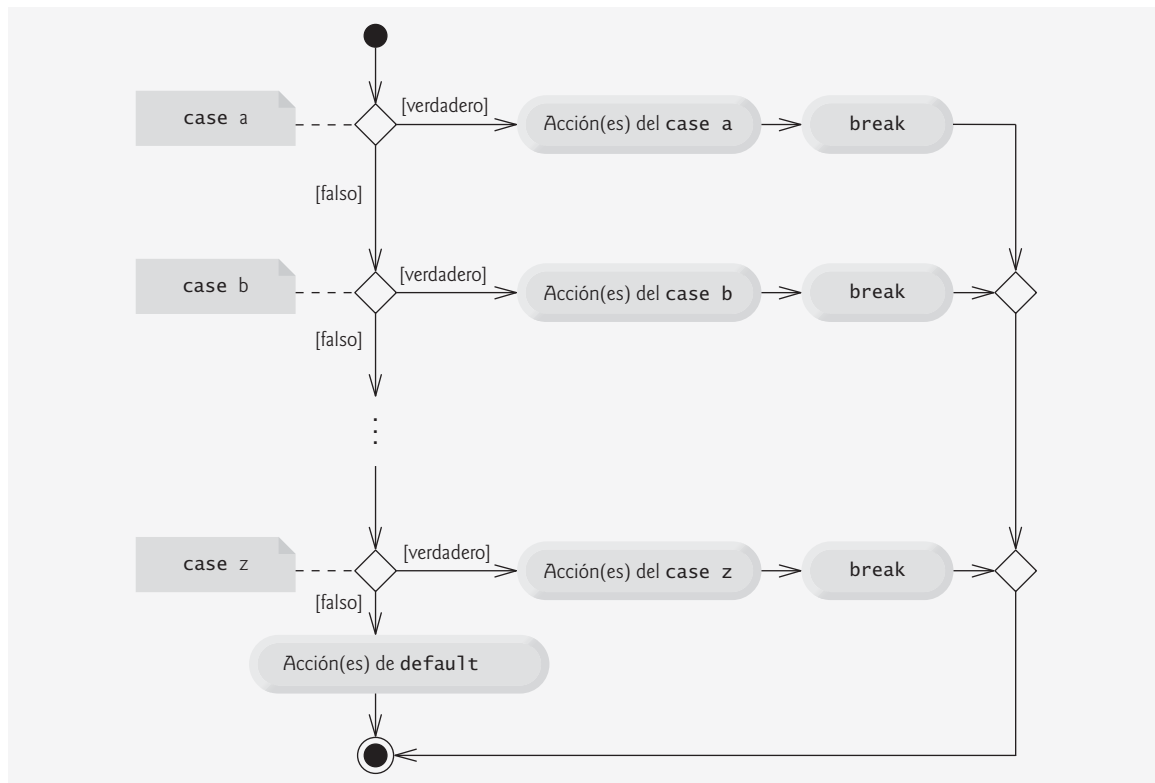 case a
[verdadero]
Acción(es) del case a
break
[falso]
case b
[verdadero]
Acción(es) del case b
break
[falso]
case z
[verdadero]
Acción(es) del case z
break
[falso]
Acción(es) de default